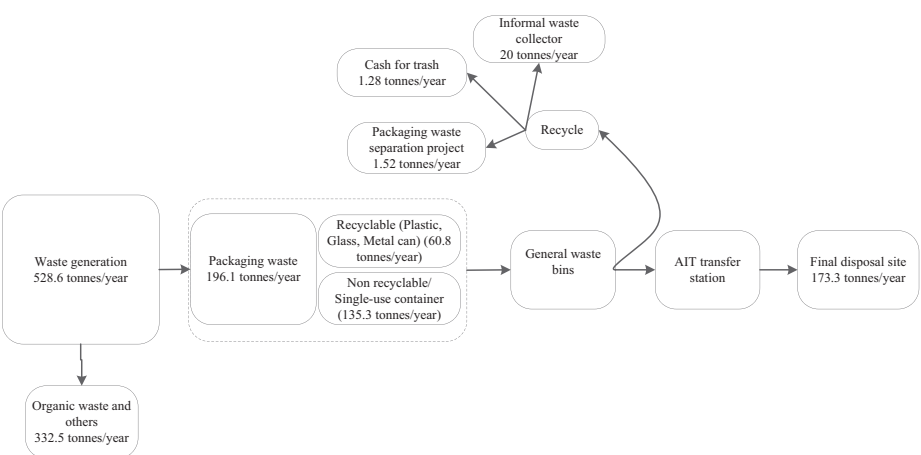 Informal waste
collector
20 tonnes/year
Cash for trash
1.28 tonnes/year
Packaging waste
separation project
1.52 tonnes/year
Recycle
Waste generation
528.6 tonnes/year
Packaging waste
196.1 tonnes/year
Recyclable (Plastic,
Glass, Metal can) (60.8
tonnes/year)
Non recyclable/
Single-use container
(135.3 tonnes/year)
General waste
bins
AIT transfer
station
Final disposal site
173.3 tonnes/year
Organic waste and
others
332.5 tonnes/year